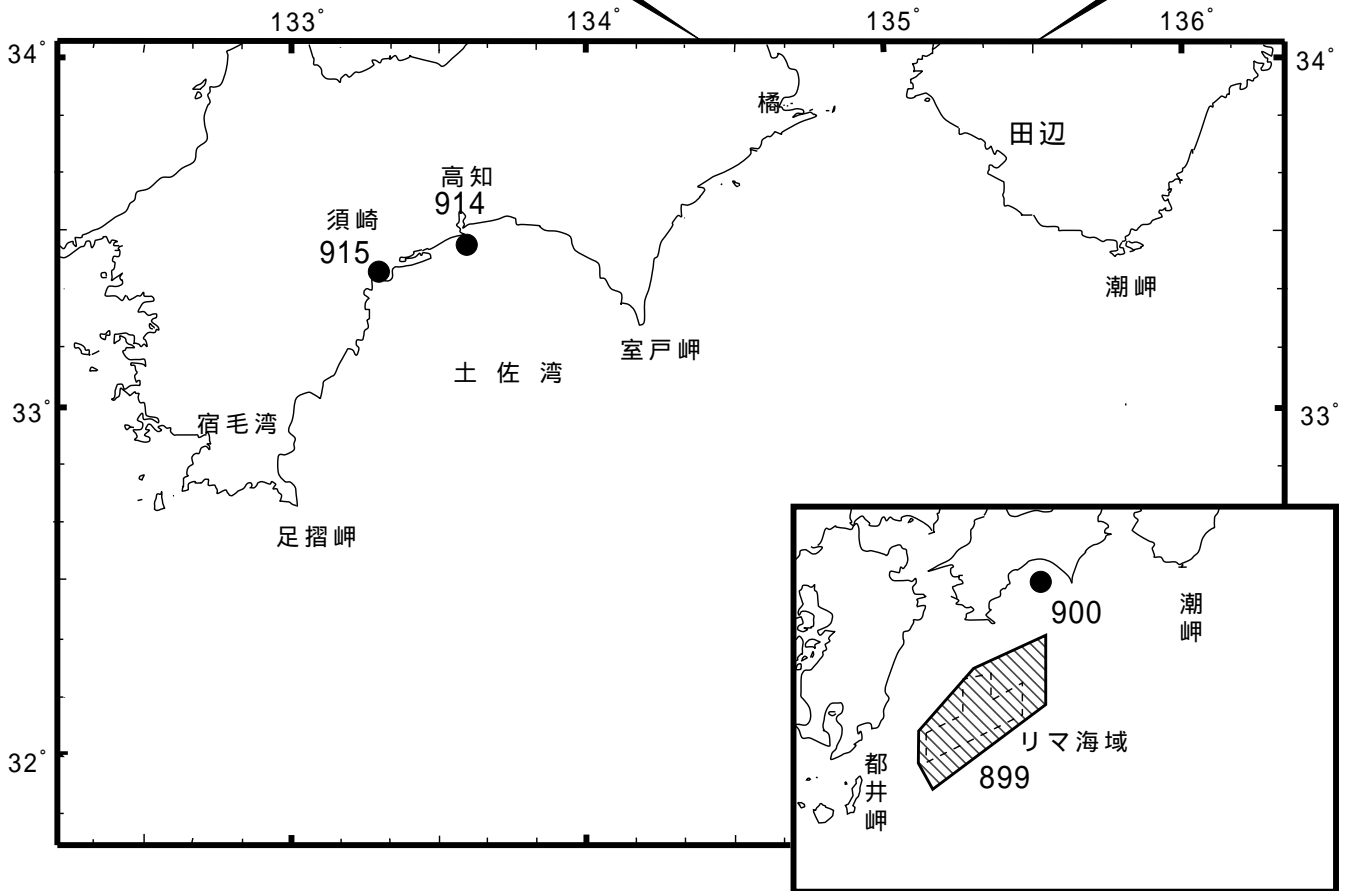 133°
134°
135°
136°
34°
34°
橘
田辺
高知
914
須崎
915
潮岬
室戸岬
土佐湾
33°
33°
宿毛湾
足摺岬
潮岬
900
リマ海域
899
都井岬
32°